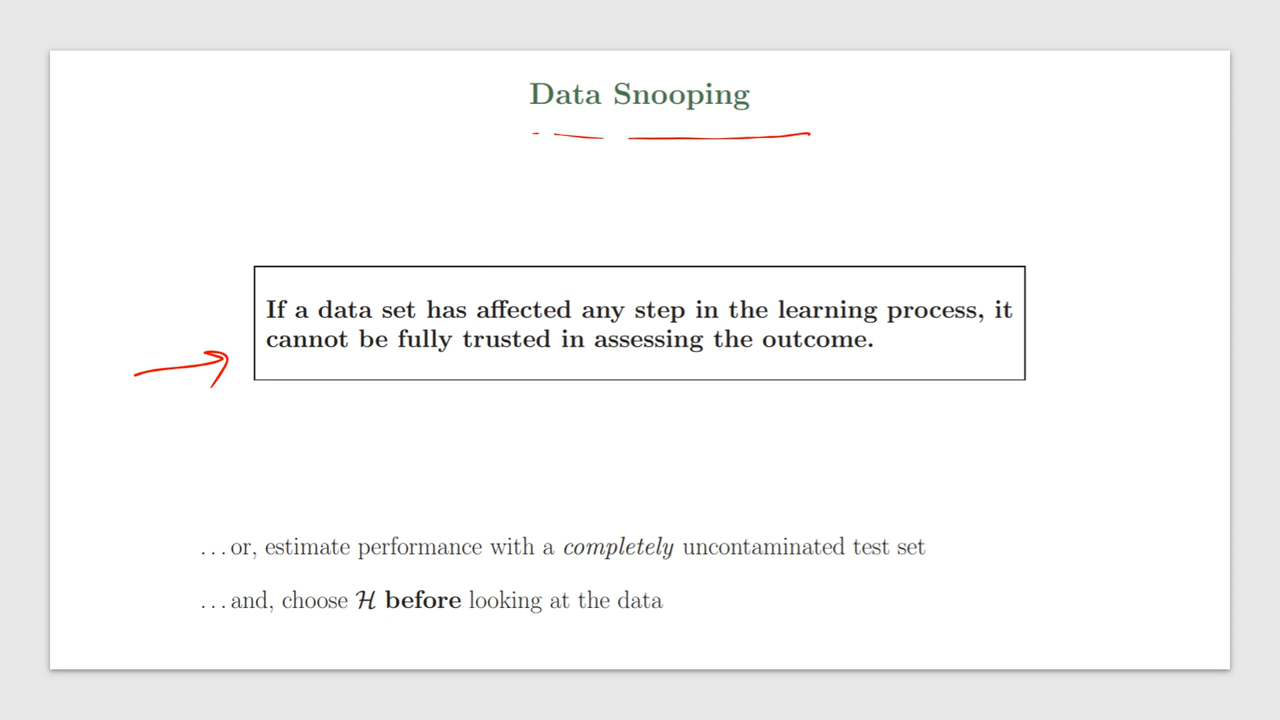 Data Snooping
If a data set has affected any step in the learning process, it
cannot be fully trusted in assessing the outcome.
...or, estimate performance with a completely uncontaminated test set
...and, choose ℋ before looking at the data